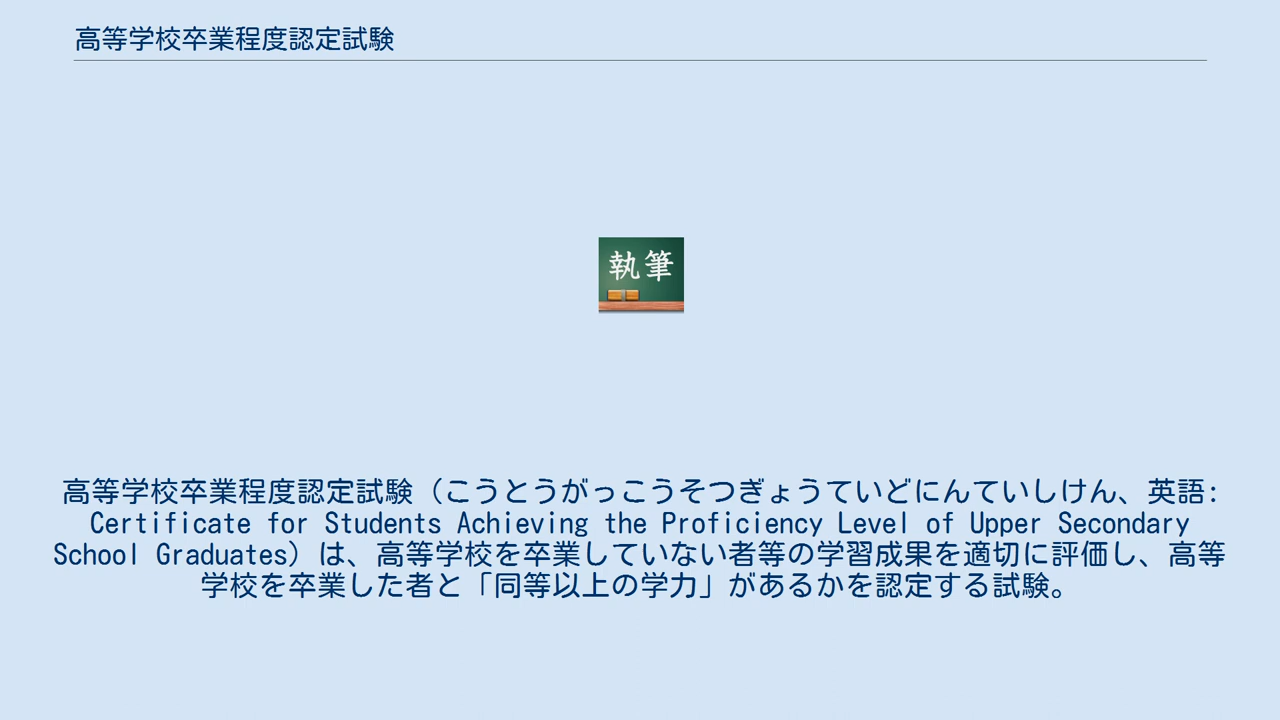 高等学校卒業程度認定試験
執筆
高等学校卒業程度認定試験（こうとうがっこうそつぎょうていどにんていしけん、英語:
Certificate for Students Achieving the Proficiency Level of Upper Secondary
School Graduates）は、高等学校を卒業していない者等の学習成果を適切に評価し、高等
学校を卒業した者と「同等以上の学力」があるかを認定する試験。